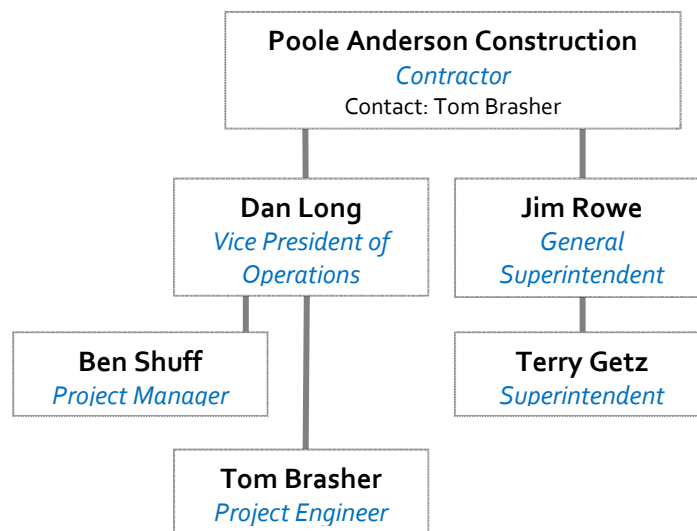 Poole Anderson Construction
Contractor
Contact: Tom Brasher
Dan Long
Vice President of
Operations
Jim Rowe
General
Superintendent
Ben Shuff
Project Manager
Terry Getz
Superintendent
Tom Brasher
Project Engineer